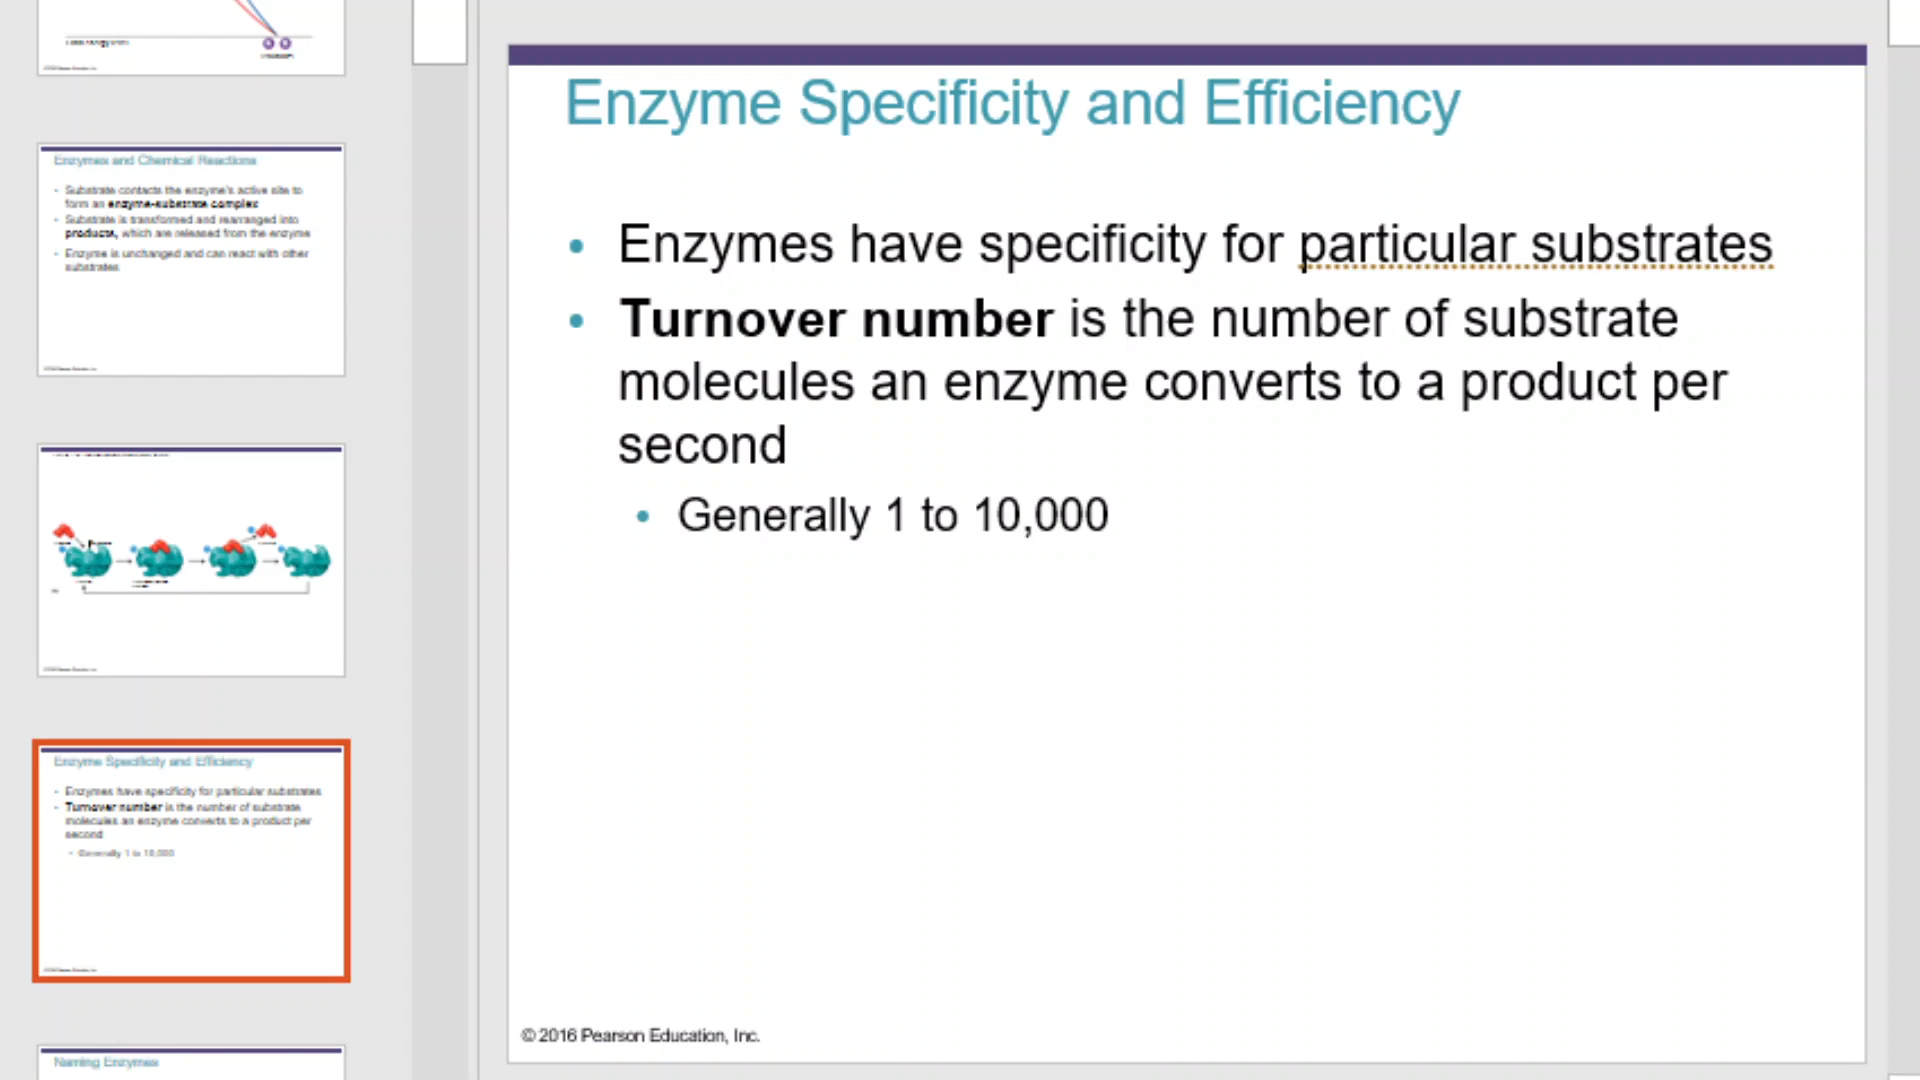 Enzymes and Chemical Reactions
• Substrate contacts the enzyme's active site to
form an enzyme-substrate complex
• Substrate is transformed and rearranged into
products, which are released from the enzyme
• Enzyme is unchanged and can react with other
substrates
Enzyme Specificity and Efficiency
• Enzymes have specificity for particular substrates
• Turnover number is the number of substrate
molecules an enzyme converts to a product per
second
• Generally 1 to 10,000
Naming Enzymes
Enzyme Specificity and Efficiency
• Enzymes have specificity for particular substrates
• Turnover number is the number of substrate
molecules an enzyme converts to a product per
second
• Generally 1 to 10,000
© 2016 Pearson Education, Inc.